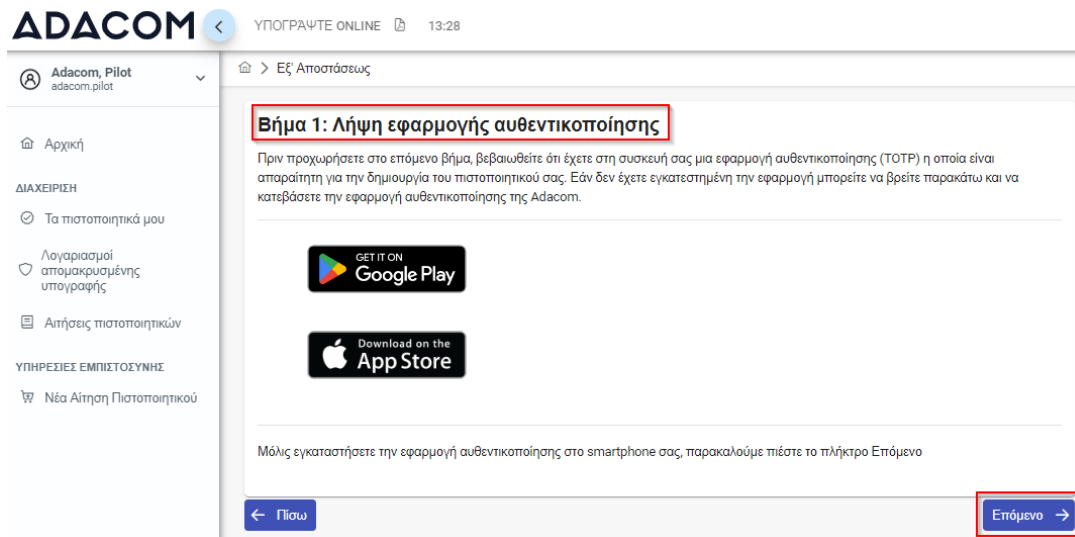 ADACOM
ΥΠΟΓΡΑΨΤΕ ONLINE 13:28
Adacom, Pilot
adacom.pilot
Αρχική
ΔΙΑΧΕΙΡΙΣΗ
Τα πιστοποιητικά μου
Λογαριασμοί
απομακρυσμένης
υπογραφής
Αιτήσεις πιστοποιητικών
ΥΠΗΡΕΣΙΕΣ ΕΜΠΙΣΤΟΣΥΝΗΣ
Νέα Αίτηση Πιστοποιητικού
> Εξ' Αποστάσεως
Βήμα 1: Λήψη εφαρμογής αυθεντικοποίησης
Πριν προχωρήσετε στο επόμενο βήμα, βεβαιωθείτε ότι έχετε στη συσκευή σας μια εφαρμογή αυθεντικοποίησης (TOTP) η οποία είναι
απαραίτητη για την δημιουργία του πιστοποιητικού σας. Εάν δεν έχετε εγκατεστημένη την εφαρμογή μπορείτε να βρείτε παρακάτω και να
κατεβάσετε την εφαρμογή αυθεντικοποίησης της Adacom.
GET IT ON
Google Play
Download on the
App Store
Μόλις εγκαταστήσετε την εφαρμογή αυθεντικοποίησης στο smartphone σας, παρακαλούμε πιέστε το πλήκτρο Επόμενο
← Πίσω
Επόμενο →